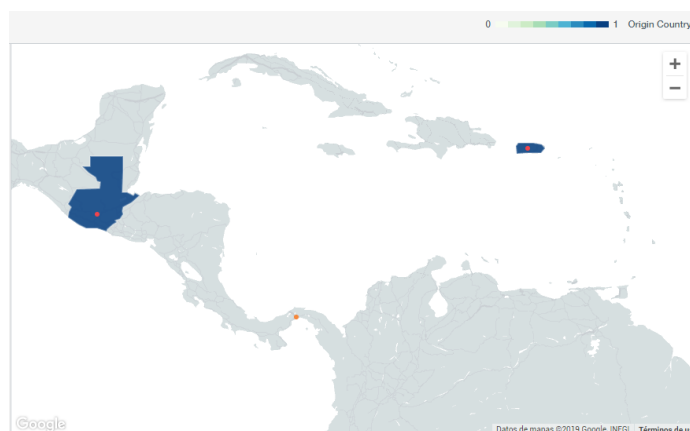 0 1 Origin Country
+
−
Google
Datos de mapas ©2019 Google, INEGI Términos de u